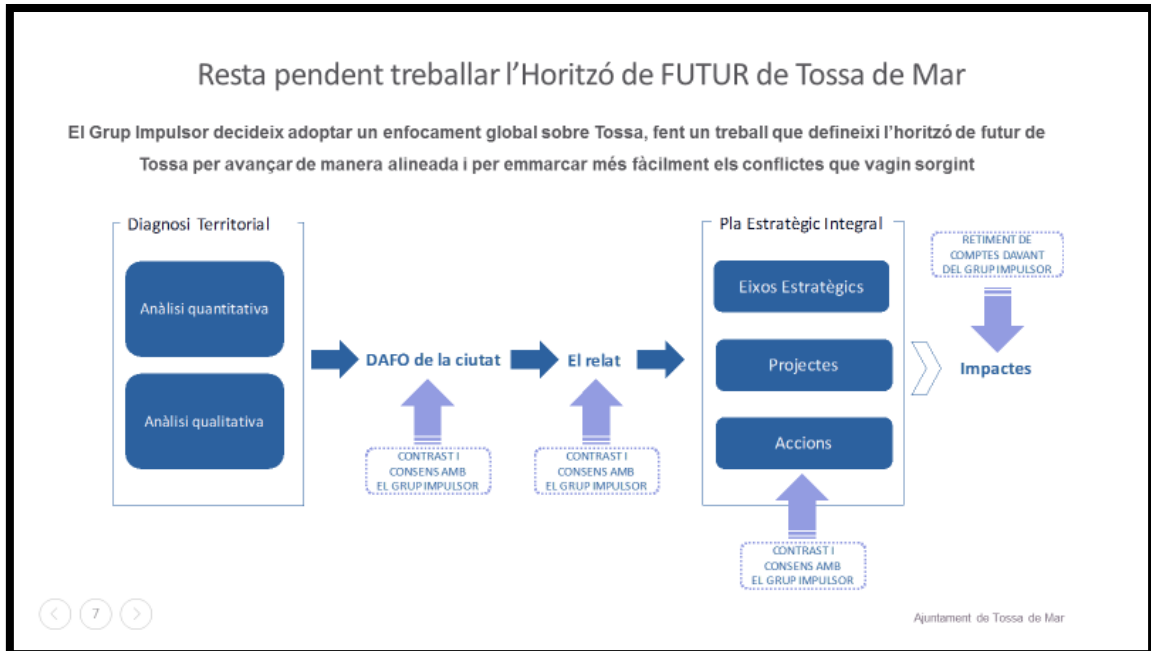 Resta pendent treballar l'Horitzó de FUTUR de Tossa de Mar
El Grup Impulsor decideix adoptar un enfocament global sobre Tossa, fent un treball que defineixi l'horitzó de futur de
Tossa per avançar de manera alineada i per emmarcar més fàcilment els conflictes que vagin sorgint
Diagnosi Territorial
Anàlisi quantitativa
Anàlisi qualitativa
DAFO de la ciutat
CONTRAST I
CONSENS AMB
EL GRUP IMPULSOR
El relat
CONTRAST I
CONSENS AMB
EL GRUP IMPULSOR
Pla Estratègic Integral
Eixos Estratègics
Projectes
Accions
CONTRAST I
CONSENS AMB
EL GRUP IMPULSOR
RETIMENT DE
COMPTES DAVANT
DEL GRUP IMPULSOR
Impactes
7
Ajuntament de Tossa de Mar